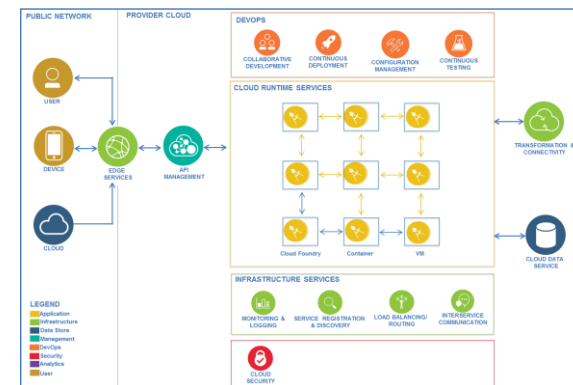 PUBLIC NETWORK
PROVIDER CLOUD
DEVOPS
COLLABORATIVE
DEVELOPMENT
CONTINUOUS
DEPLOYMENT
CONFIGURATION
MANAGEMENT
CONTINUOUS
TESTING
CLOUD RUNTIME SERVICES
USER
DEVICE
EDGE
SERVICES
API
MANAGEMENT
TRANSFORMATION &
CONNECTIVITY
CLOUD
Cloud Foundry
Container
VM
CLOUD DATA
SERVICE
INFRASTRUCTURE SERVICES
MONITORING &
LOGGING
SERVICE REGISTRATION
& DISCOVERY
LOAD BALANCING/
ROUTING
INTERSERVICE
COMMUNICATION
LEGEND
Application
Infrastructure
Data Store
Management
DevOps
Security
Analytics
User
CLOUD
SECURITY